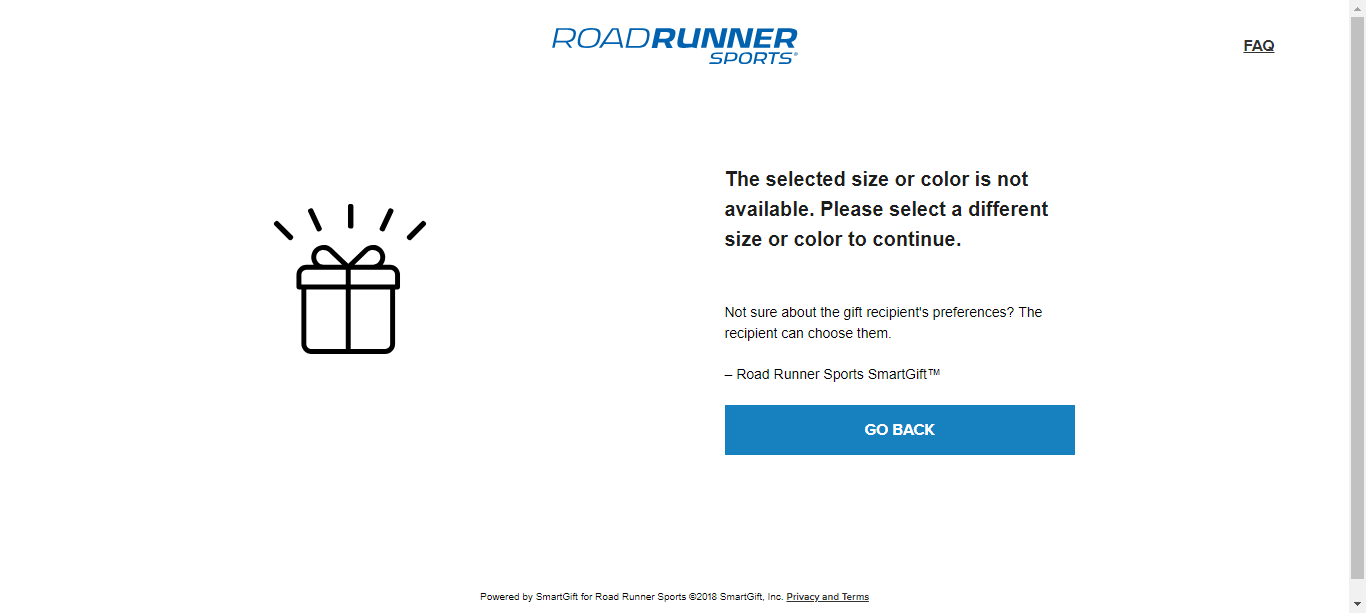 ROADRUNNER
SPORTS®
FAQ
The selected size or color is not
available. Please select a different
size or color to continue.
Not sure about the gift recipient's preferences? The
recipient can choose them.
– Road Runner Sports SmartGift™
GO BACK
Powered by SmartGift for Road Runner Sports ©2018 SmartGift, Inc. Privacy and Terms